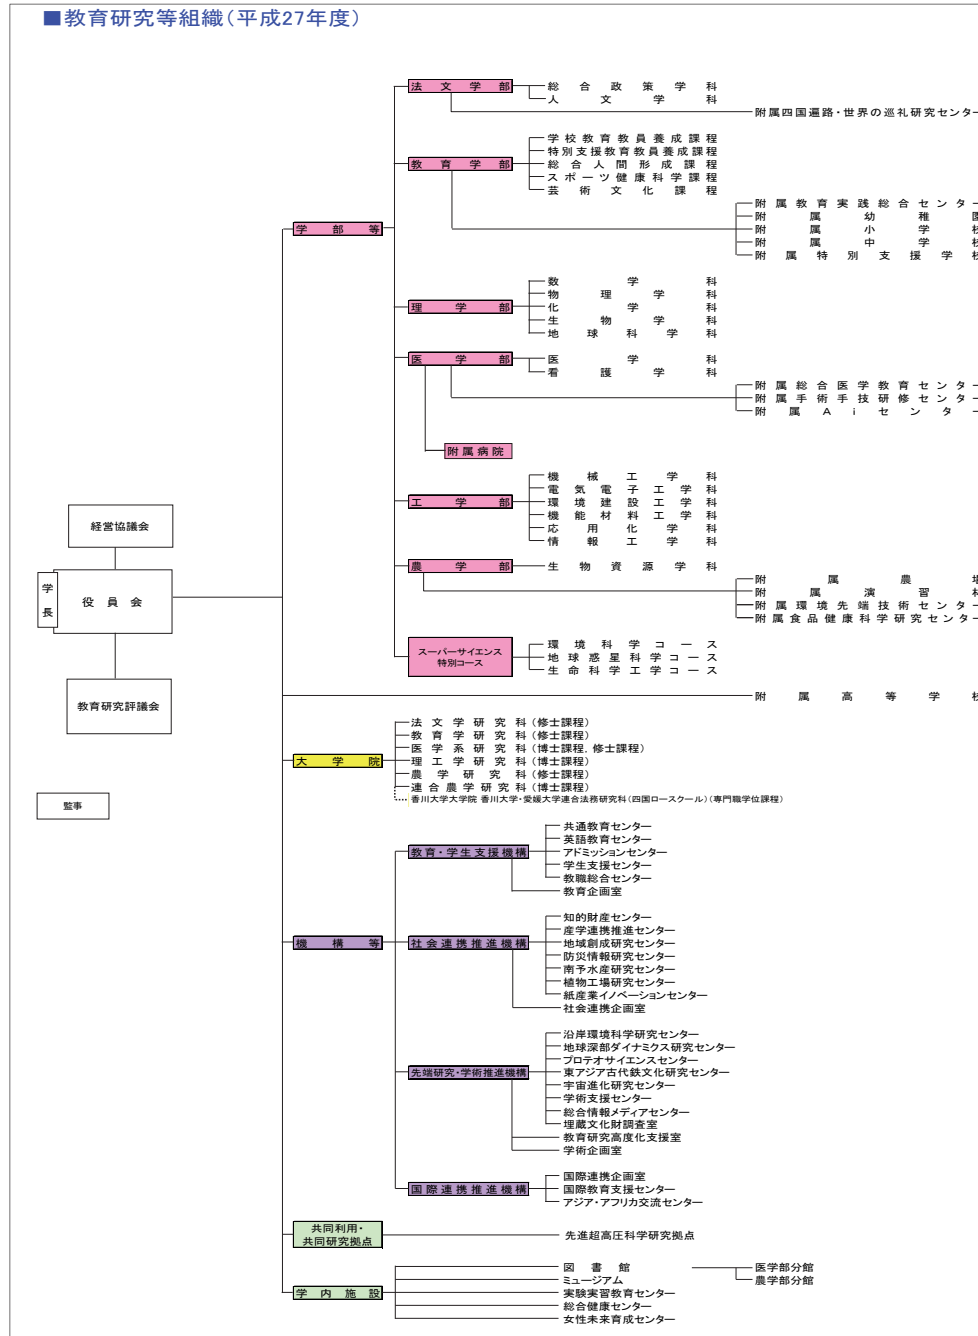 ■教育研究等組織(平成27年度)
法文学部
総合政策学科
人文学科
附属四国遍路・世界の巡礼研究センター
教育学部
学校教育教員養成課程
特別支援教育教員養成課程
総合人間形成課程
スポーツ健康科学課程
芸術文化課程
附属教育実践総合センター
附属幼稚園
附属小学校
附属中学校
附属特別支援学校
学部等
理学部
数学科
物理学科
化学科
生物学科
地球科学科
医学部
医学科
看護学科
附属総合医学教育センター
附属手術手技研修センター
附属Aiセンター
附属病院
工学部
機械工学科
電気電子工学科
環境建設工学科
機能材料工学科
応用化学科
情報工学科
農学部
生物資源学科
附属農場
附属演習林
附属環境先端技術センター
附属食品健康科学研究センター
スーパーサイエンス
特別コース
環境科学コース
地球惑星科学コース
生命科学工学コース
附属高等学校
経営協議会
学長
役員会
教育研究評議会
監事
大学院
法文学研究科(修士課程)
教育学研究科(修士課程)
医学系研究科(博士課程,修士課程)
理工学研究科(博士課程)
農学研究科(修士課程)
連合農学研究科(博士課程)
香川大学大学院 香川大学・愛媛大学連合法務研究科(四国ロースクール)(専門職学位課程)
機構等
教育・学生支援機構
共通教育センター
英語教育センター
アドミッションセンター
学生支援センター
教職総合センター
教育企画室
社会連携推進機構
知的財産センター
産学連携推進センター
地域創成研究センター
防災情報研究センター
南予水産研究センター
植物工場研究センター
紙産業イノベーションセンター
社会連携企画室
先端研究・学術推進機構
沿岸環境科学研究センター
地球深部ダイナミクス研究センター
プロテオサイエンスセンター
東アジア古代鉄文化研究センター
宇宙進化研究センター
学術支援センター
総合情報メディアセンター
埋蔵文化財調査室
教育研究高度化支援室
学術企画室
国際連携推進機構
国際連携企画室
国際教育支援センター
アジア・アフリカ交流センター
共同利用・
共同研究拠点
先進超高圧科学研究拠点
学内施設
図書館
医学部分館
農学部分館
ミュージアム
実験実習教育センター
総合健康センター
女性未来育成センター